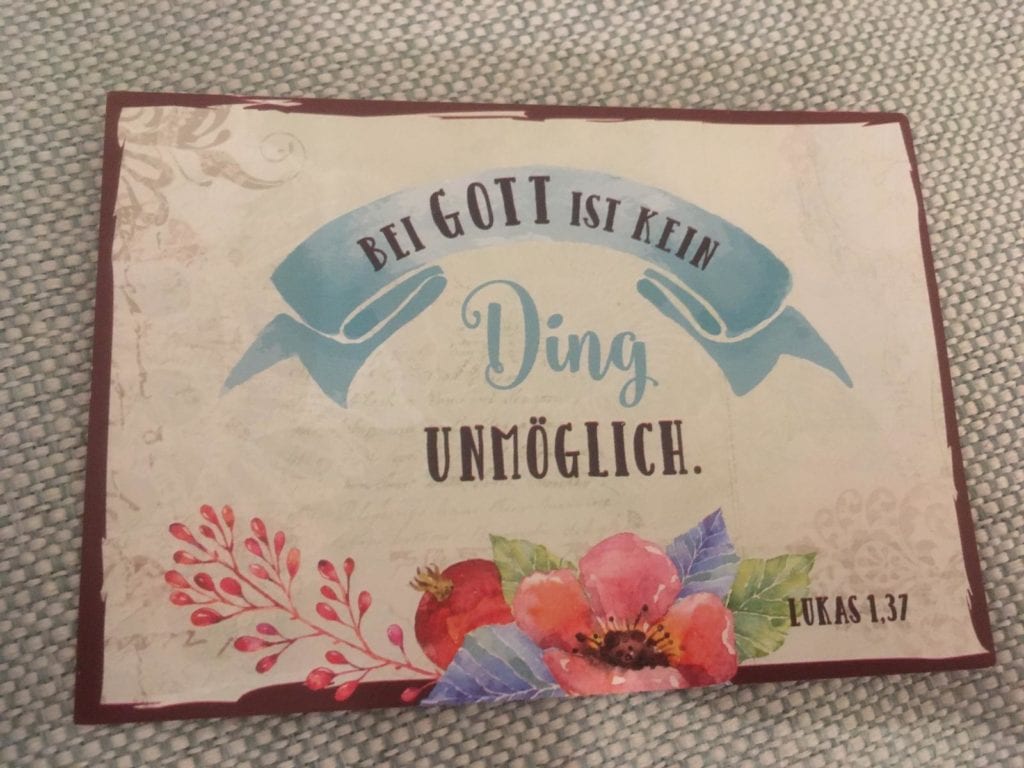 BEI GOTT IST KEIN
Ding
UNMÖGLICH.
LUKAS 1,37